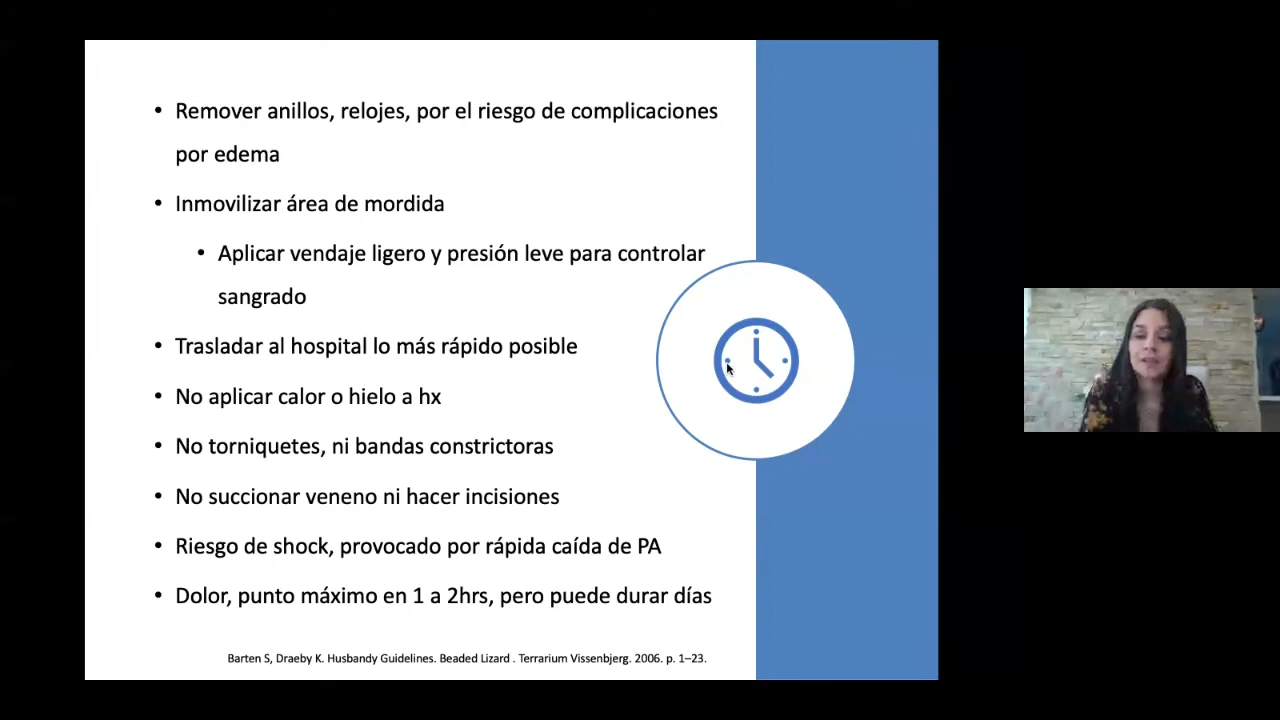 • Remover anillos, relojes, por el riesgo de complicaciones
por edema
• Inmovilizar área de mordida
• Aplicar vendaje ligero y presión leve para controlar
sangrado
• Trasladar al hospital lo más rápido posible
• No aplicar calor o hielo a hx
• No torniquetes, ni bandas constrictoras
• No succionar veneno ni hacer incisiones
• Riesgo de shock, provocado por rápida caída de PA
• Dolor, punto máximo en 1 a 2hrs, pero puede durar días
Barten S, Draeby K. Husbandy Guidelines. Beaded Lizard . Terrarium Vissenbjerg. 2006. p. 1–23.